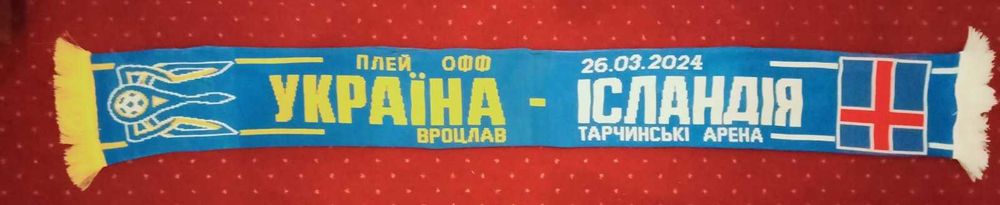 ПЛЕЙ ОФФ
УКРАЇНА - ІСЛАНДІЯ
ВРОЦЛАВ
26.03.2024
ТАРЧИНСЬКІ АРЕНА